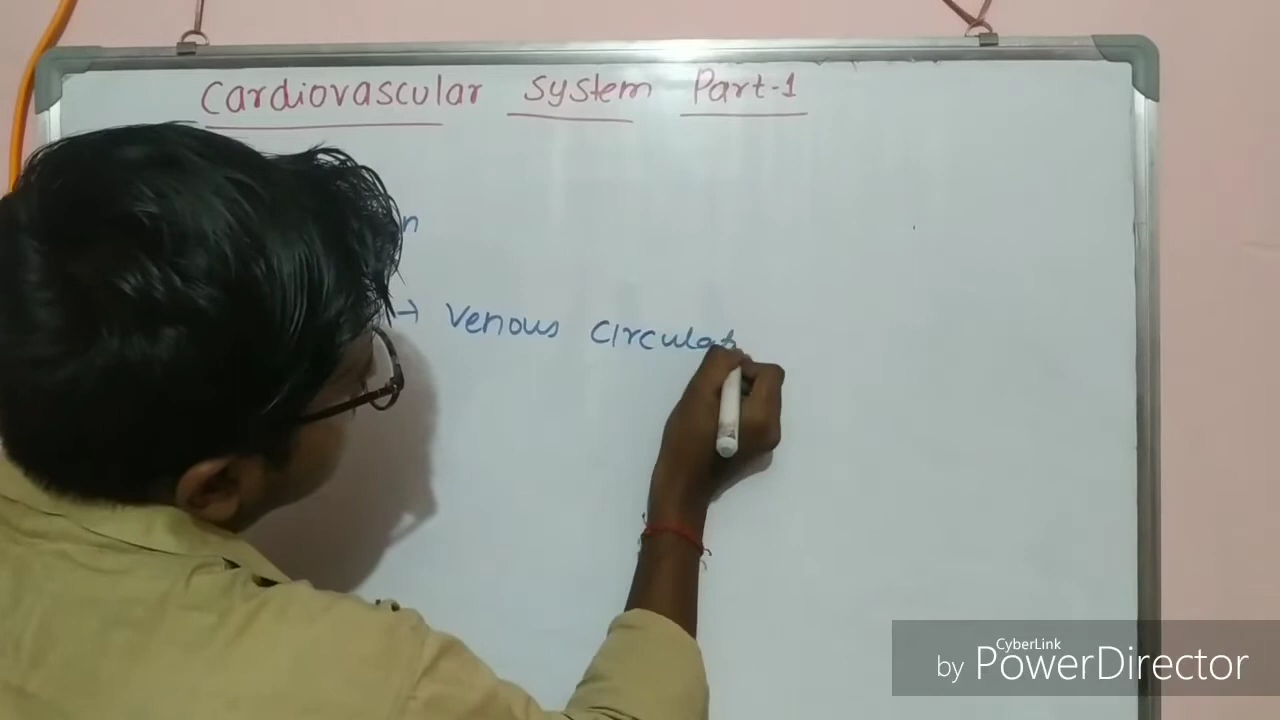 Cardiovascular System Part-1
n
→ Venous Circulat
CyberLink
by PowerDirector